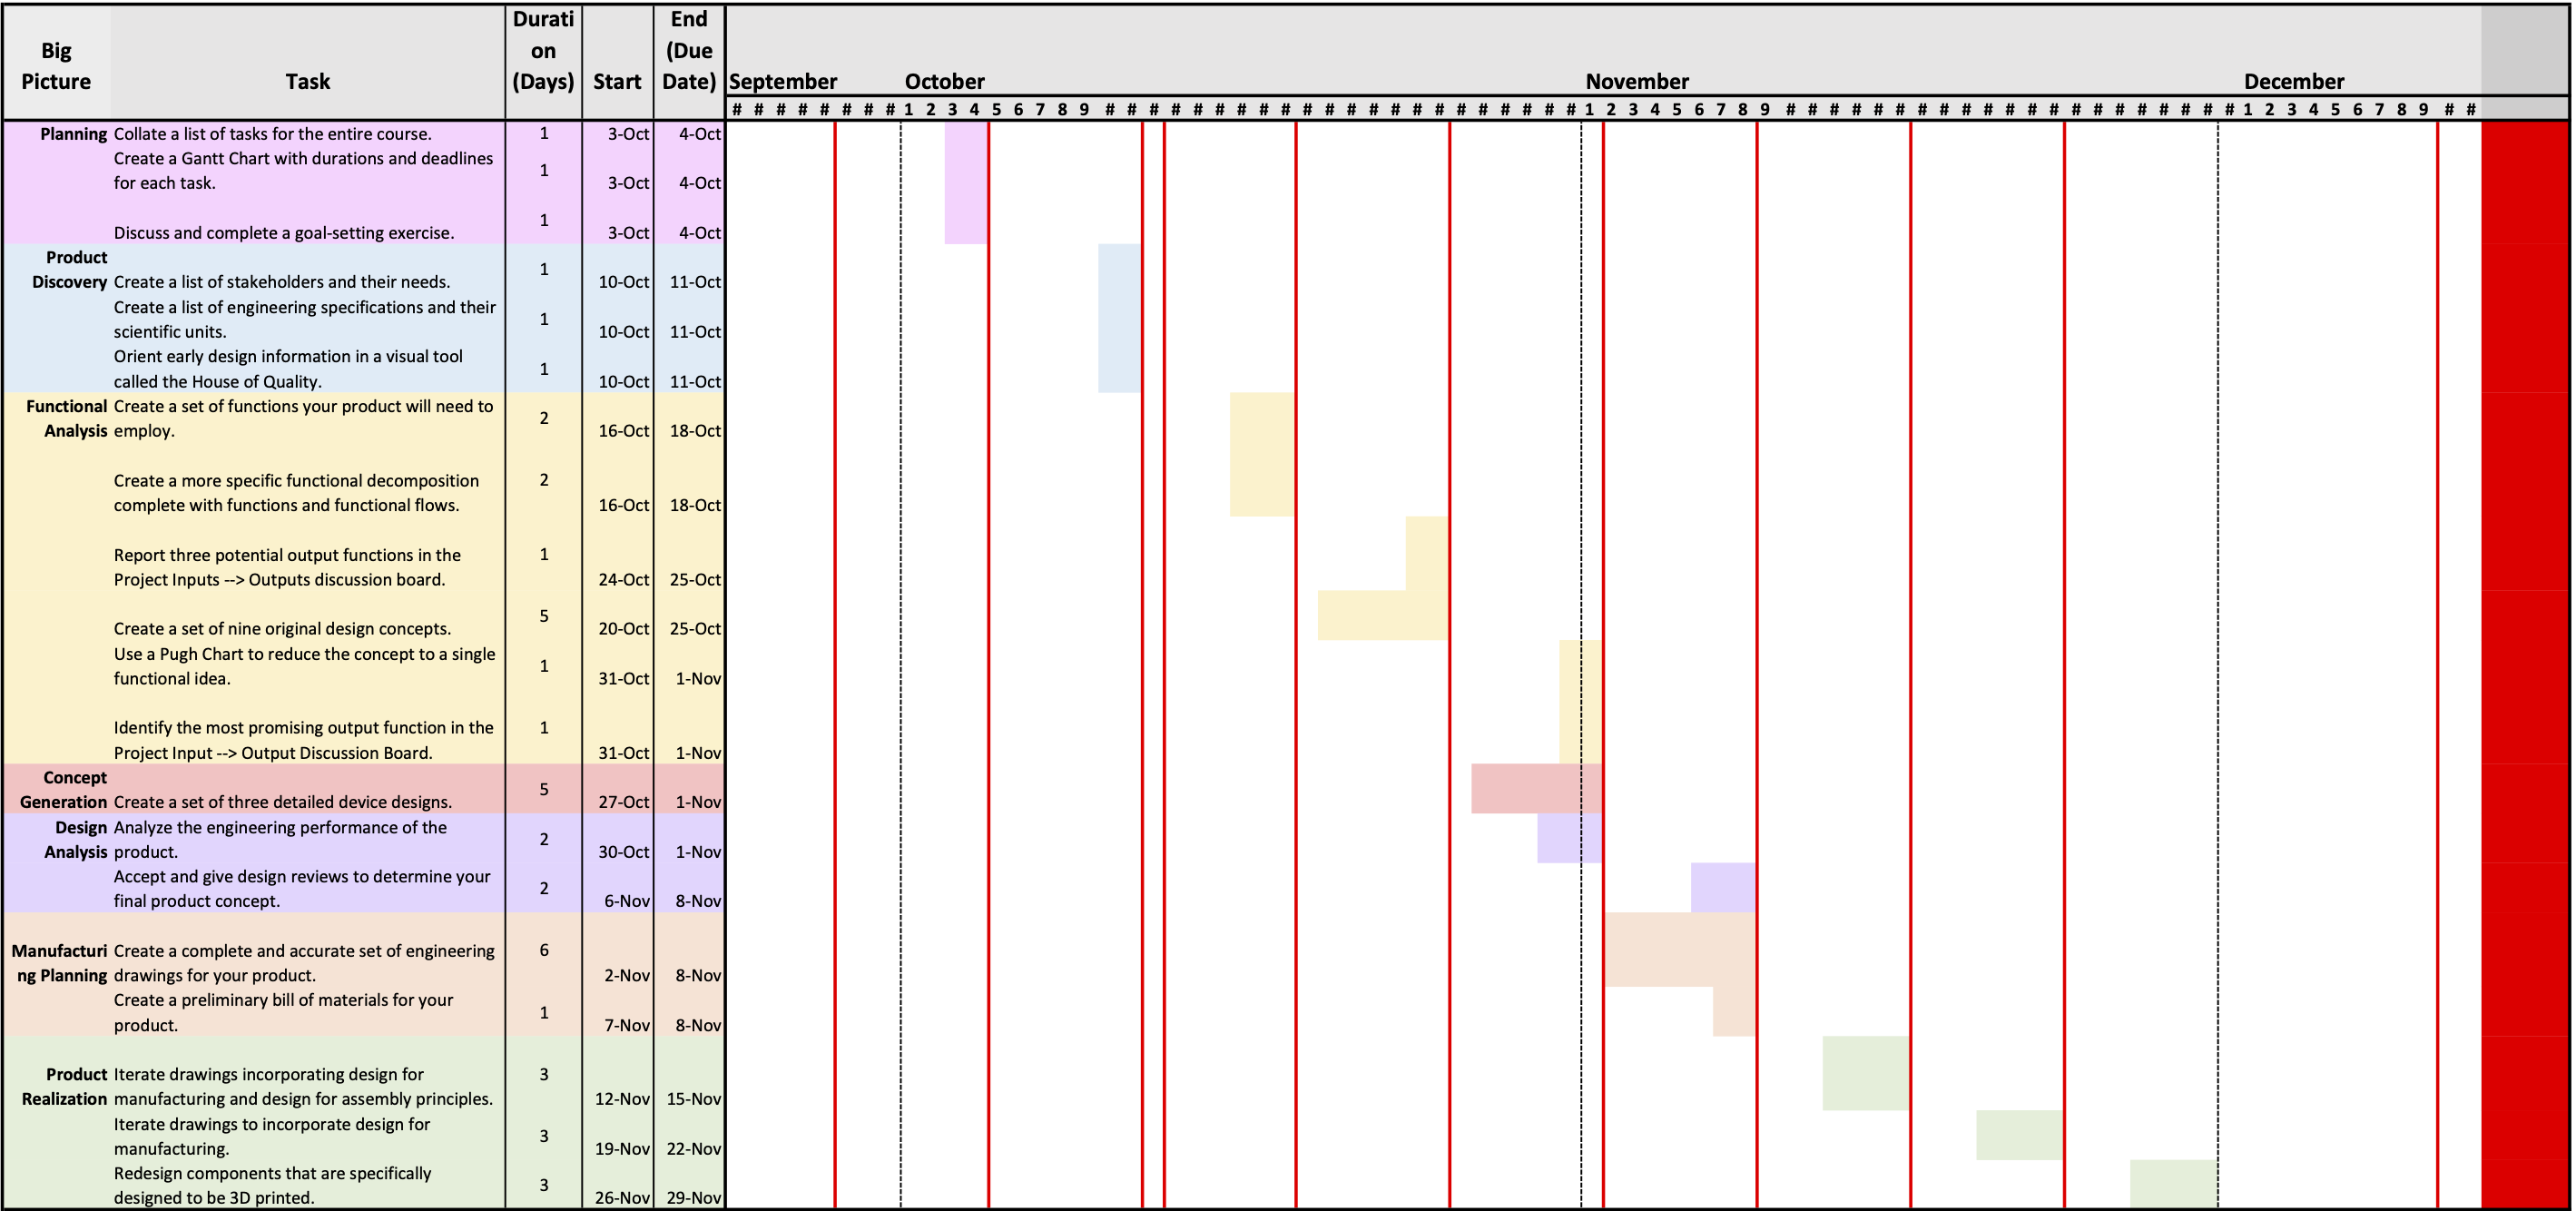 Big Picture
Task
Durati
on
(Days)
Start
End
(Due
Date)
September October November December
# # # # # # # # 1 2 3 4 5 6 7 8 9 # # # # # # # # # # # # # # # # # # # # # # 1 2 3 4 5 6 7 8 9 # # # # # # # # # # # # # # # # # # # # # 1 2 3 4 5 6 7 8 9 # #
Planning Collate a list of tasks for the entire course. 1 3-Oct 4-Oct
Create a Gantt Chart with durations and deadlines
for each task. 1 3-Oct 4-Oct
Discuss and complete a goal-setting exercise. 1 3-Oct 4-Oct
Product
Discovery Create a list of stakeholders and their needs. 1 10-Oct 11-Oct
Create a list of engineering specifications and their
scientific units. 1 10-Oct 11-Oct
Orient early design information in a visual tool
called the House of Quality. 1 10-Oct 11-Oct
Functional Create a set of functions your product will need to
Analysis employ. 2 16-Oct 18-Oct
Create a more specific functional decomposition
complete with functions and functional flows. 2 16-Oct 18-Oct
Report three potential output functions in the
Project Inputs --> Outputs discussion board. 1 24-Oct 25-Oct
Create a set of nine original design concepts. 5 20-Oct 25-Oct
Use a Pugh Chart to reduce the concept to a single
functional idea. 1 31-Oct 1-Nov
Identify the most promising output function in the
Project Input --> Output Discussion Board. 1 31-Oct 1-Nov
Concept
Generation Create a set of three detailed device designs. 5 27-Oct 1-Nov
Design Analyze the engineering performance of the
Analysis product. 2 30-Oct 1-Nov
Accept and give design reviews to determine your
final product concept. 2 6-Nov 8-Nov
Manufacturi Create a complete and accurate set of engineering
ng Planning drawings for your product. 6 2-Nov 8-Nov
Create a preliminary bill of materials for your
product. 1 7-Nov 8-Nov
Product Iterate drawings incorporating design for
Realization manufacturing and design for assembly principles. 3 12-Nov 15-Nov
Iterate drawings to incorporate design for
manufacturing. 3 19-Nov 22-Nov
Redesign components that are specifically
designed to be 3D printed. 3 26-Nov 29-Nov